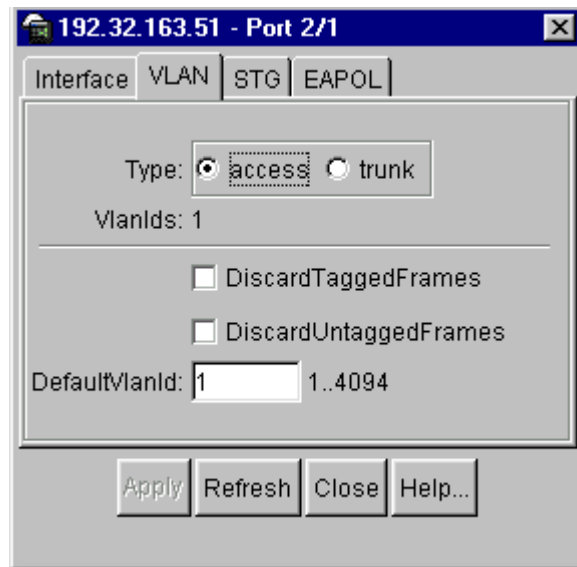 192.32.163.51 - Port 2/1
Interface VLAN STG EAPOL
Type: access trunk
VlanIds: 1
DiscardTaggedFrames
DiscardUntaggedFrames
DefaultVlanId: 1 1..4094
Apply Refresh Close Help...